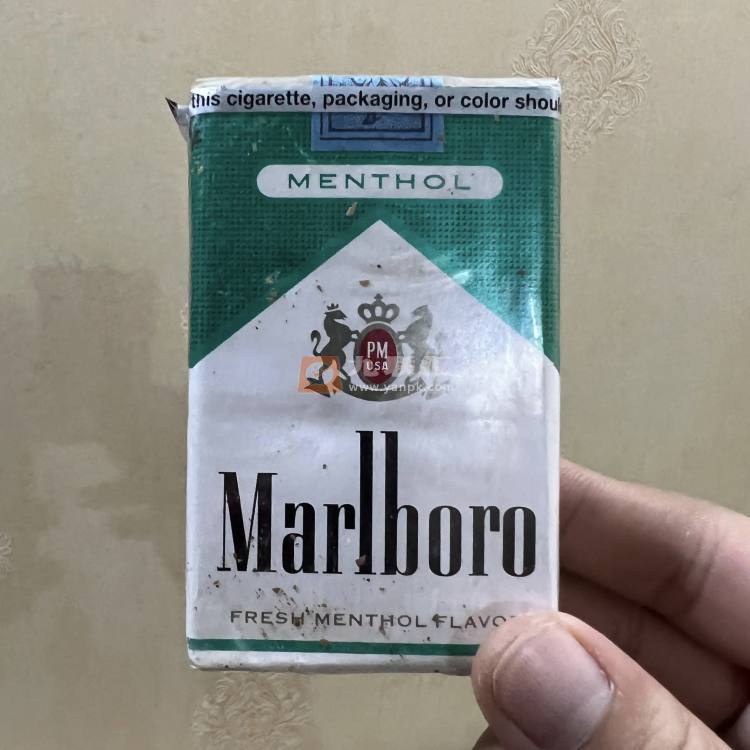 this cigarette, packaging, or color shou
MENTHOL
PM
USA
www.yanpk.com
Marlboro
FRESH MENTHOL FLAVO